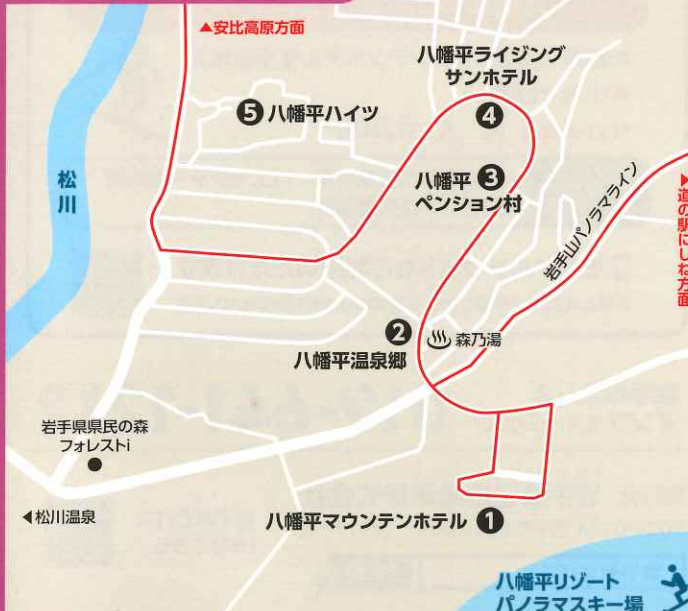 ▲安比高原方面
八幡平ライジング
サンホテル
❹
❺ 八幡平ハイツ
松川
八幡平 ❸
ペンション村
岩手山パノラマライン
▶道の駅にしね方面
❷
八幡平温泉郷
森乃湯
岩手県県民の森
フォレストi
◀松川温泉
八幡平マウンテンホテル ❶
八幡平リゾート
パノラマスキー場